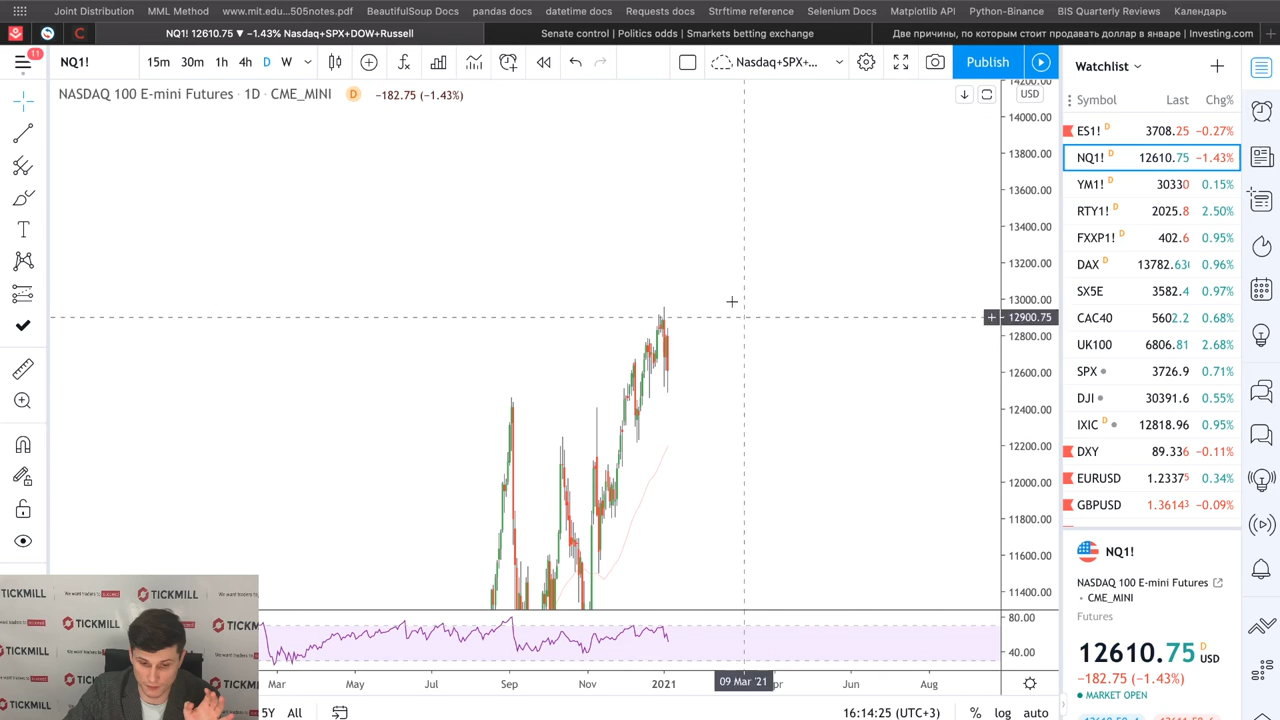 Joint Distribution
MML Method
www.mit.ed...505notes.pdf
BeautifulSoup Docs
pandas docs
datetime docs
Requests Docs
Strftime reference
Selenium Docs
Matplotlib API
Python-Binance
BIS Quarterly Reviews
Календарь
NQ1! 12610.75 ▼ −1.43% Nasdaq+SPX+DOW+Russell
Senate control | Politics odds | Smarkets betting exchange
Две причины, по которым стоит продавать доллар в январе | Investing.com
11
NQ1!
15m 30m 1h 4h D W
Nasdaq+SPX+...
Publish
Watchlist
NASDAQ 100 E-mini Futures · 1D · CME_MINI D −182.75 (−1.43%)
USD
Symbol Last Chg%
ES1! D 3708.25 −0.27%
NQ1! D 12610.75 −1.43%
YM1! D 30330 0.15%
RTY1! D 2025.8 2.50%
FXXP1! D 402.6 0.95%
DAX D 13782.630 0.96%
SX5E 3582.4 0.97%
CAC40 5602.2 0.68%
UK100 6806.81 2.68%
SPX 3726.9 0.71%
DJI 30391.6 0.55%
IXIC D 12818.96 0.95%
DXY 89.336 −0.11%
EURUSD 1.23375 0.34%
GBPUSD 1.36143 −0.09%
14200.00
14000.00
13800.00
13600.00
13400.00
13200.00
13000.00
12900.75
12800.00
12600.00
12400.00
12200.00
12000.00
11800.00
11600.00
11400.00
80.00
40.00
NQ1!
NASDAQ 100 E-mini Futures
• CME_MINI
Futures
12610.75 D USD
−182.75 (−1.43%)
• MARKET OPEN
Mar May Jul Sep Nov 2021 09 Mar '21 Apr Jun Aug
5Y All
16:14:25 (UTC+3) % log auto
TICKMILL
TICKMILL
TICKMILL
TICKMILL
TICKMILL